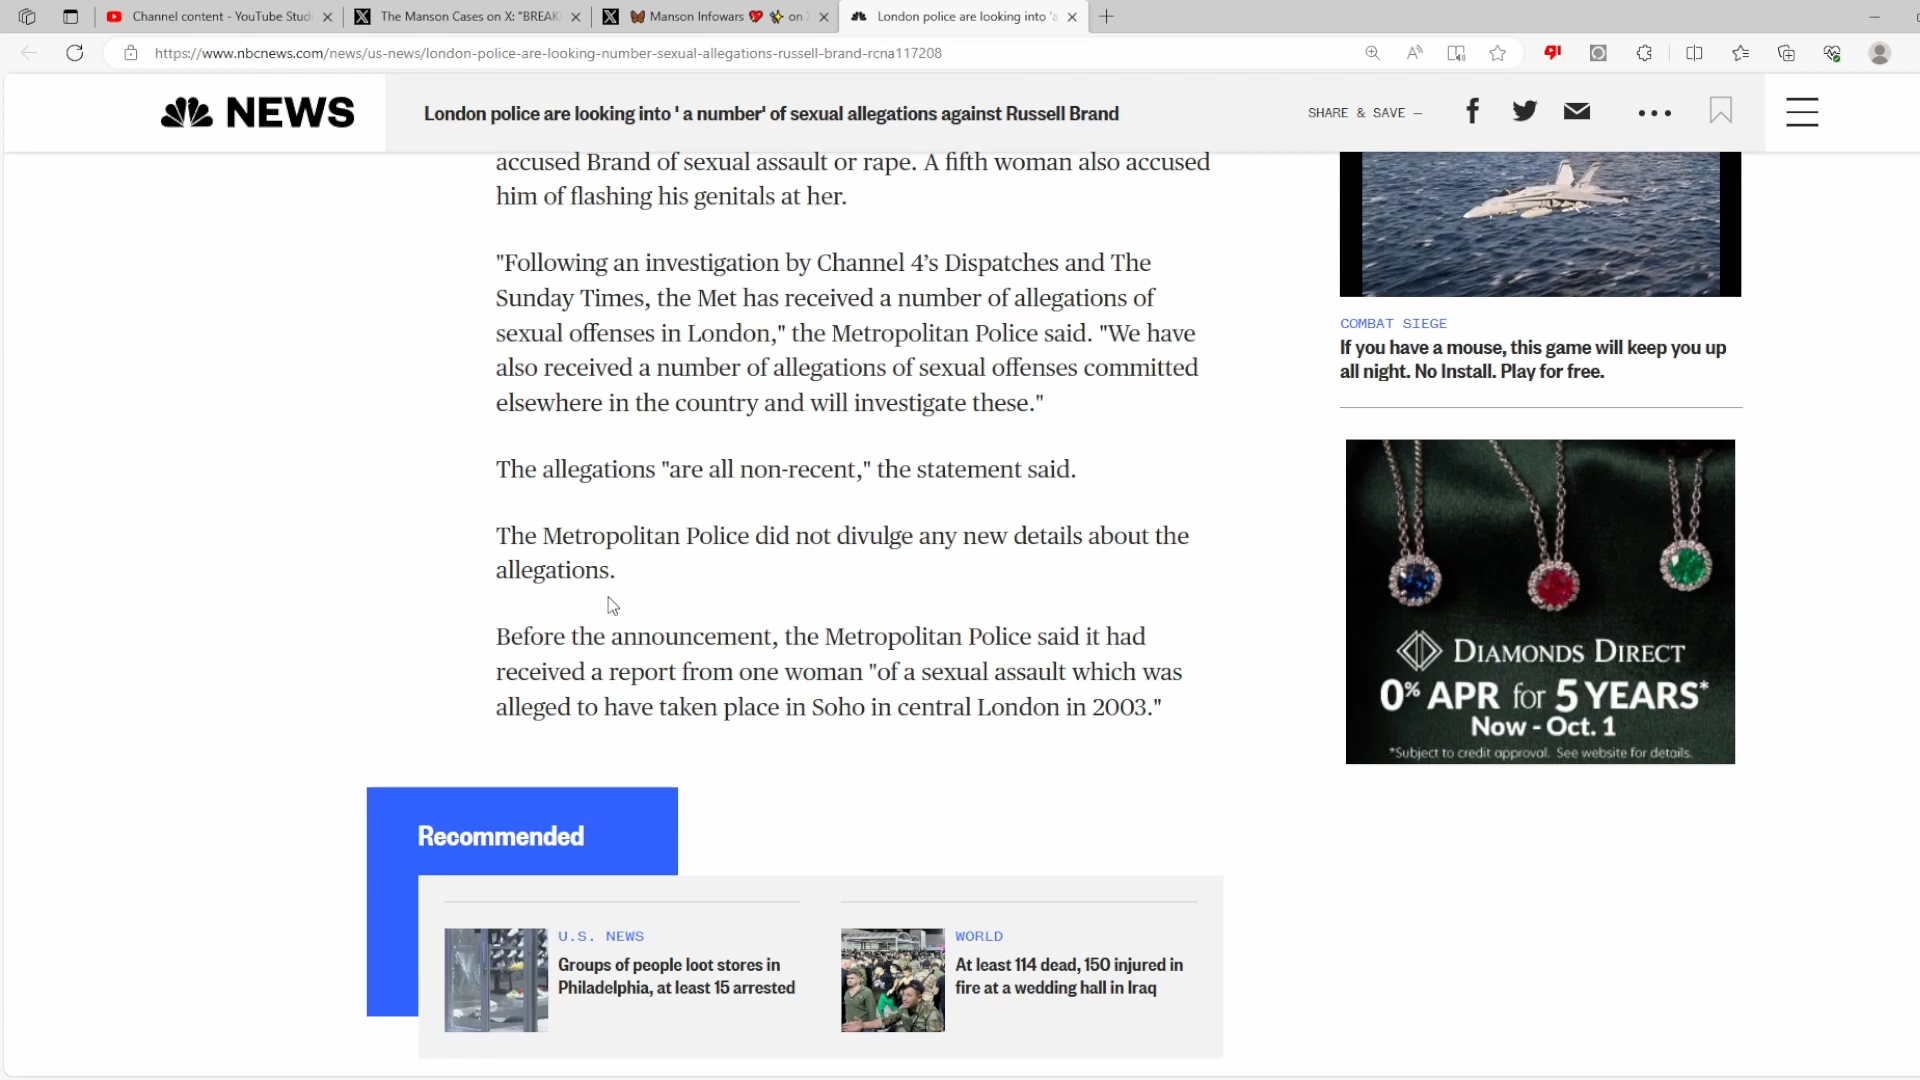 Channel content - YouTube Studi
The Manson Cases on X: "BREAK
Manson Infowars 💔 ✨ on
London police are looking into 'a
https://www.nbcnews.com/news/us-news/london-police-are-looking-number-sexual-allegations-russell-brand-rcna117208
NEWS
London police are looking into ' a number' of sexual allegations against Russell Brand
SHARE & SAVE —
accused Brand of sexual assault or rape. A fifth woman also accused
him of flashing his genitals at her.
"Following an investigation by Channel 4’s Dispatches and The
Sunday Times, the Met has received a number of allegations of
sexual offenses in London," the Metropolitan Police said. "We have
also received a number of allegations of sexual offenses committed
elsewhere in the country and will investigate these."
The allegations "are all non-recent," the statement said.
The Metropolitan Police did not divulge any new details about the
allegations.
Before the announcement, the Metropolitan Police said it had
received a report from one woman "of a sexual assault which was
alleged to have taken place in Soho in central London in 2003."
COMBAT SIEGE
If you have a mouse, this game will keep you up
all night. No Install. Play for free.
DIAMONDS DIRECT
0% APR for 5 YEARS*
Now - Oct. 1
*Subject to credit approval. See website for details.
Recommended
U.S. NEWS
Groups of people loot stores in
Philadelphia, at least 15 arrested
WORLD
At least 114 dead, 150 injured in
fire at a wedding hall in Iraq